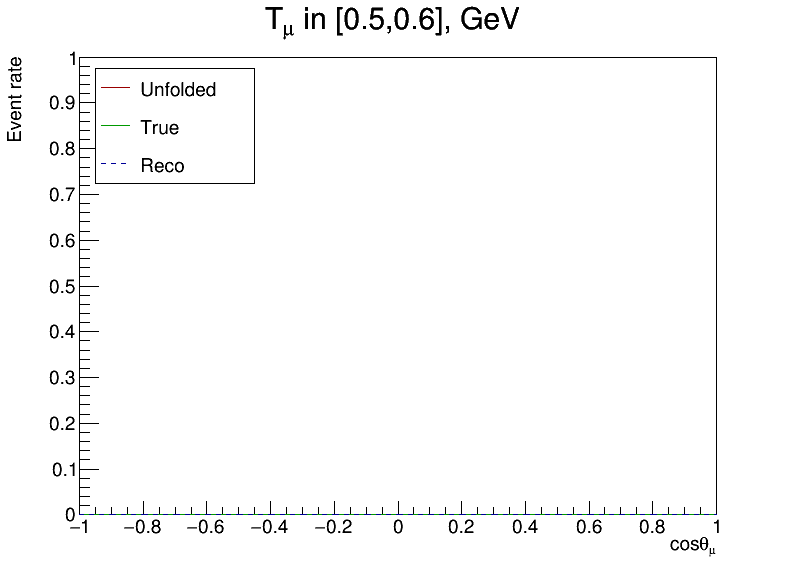 T_μ in [0.5,0.6], GeV
Event rate
1
0.9
0.8
0.7
0.6
0.5
0.4
0.3
0.2
0.1
0
Unfolded
True
Reco
−1 −0.8 −0.6 −0.4 −0.2 0 0.2 0.4 0.6 0.8 1
cosθ_μ